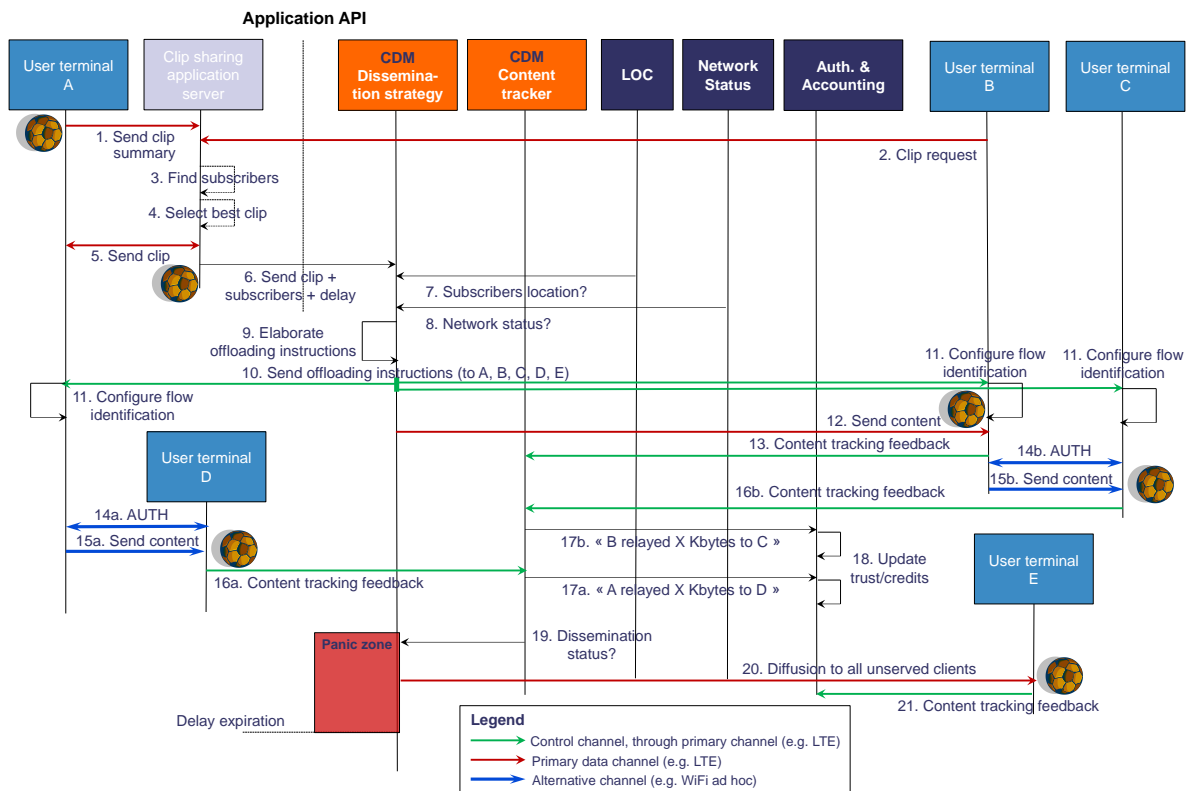 Application API
User terminal
A
Clip sharing
application
server
CDM
Dissemina-
tion strategy
CDM
Content
tracker
LOC
Network
Status
Auth. &
Accounting
User terminal
B
User terminal
C
1. Send clip
summary
2. Clip request
3. Find subscribers
4. Select best clip
5. Send clip
6. Send clip +
subscribers + delay
7. Subscribers location?
8. Network status?
9. Elaborate
offloading instructions
10. Send offloading instructions (to A, B, C, D, E)
11. Configure flow
identification
11. Configure flow
identification
11. Configure flow
identification
12. Send content
13. Content tracking feedback
User terminal
D
14b. AUTH
15b. Send content
16b. Content tracking feedback
14a. AUTH
15a. Send content
17b. « B relayed X Kbytes to C »
16a. Content tracking feedback
17a. « A relayed X Kbytes to D »
18. Update
trust/credits
User terminal
E
Panic zone
19. Dissemination
status?
20. Diffusion to all unserved clients
21. Content tracking feedback
Delay expiration
Legend
Control channel, through primary channel (e.g. LTE)
Primary data channel (e.g. LTE)
Alternative channel (e.g. WiFi ad hoc)